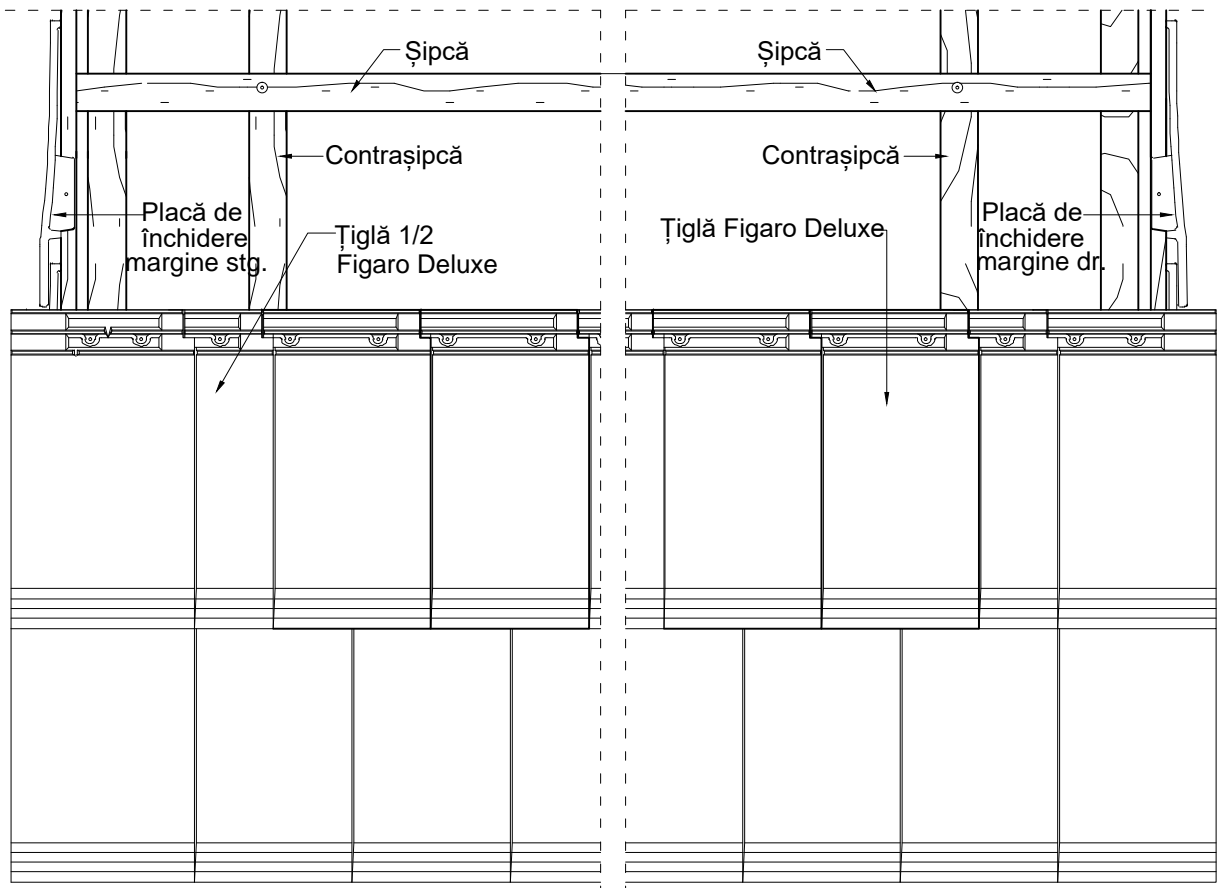 Șipcă
Șipcă
Contrașipcă
Contrașipcă
Placă de
închidere
margine stg.
Țiglă 1/2
Figaro Deluxe
Țiglă Figaro Deluxe
Placă de
închidere
margine dr.